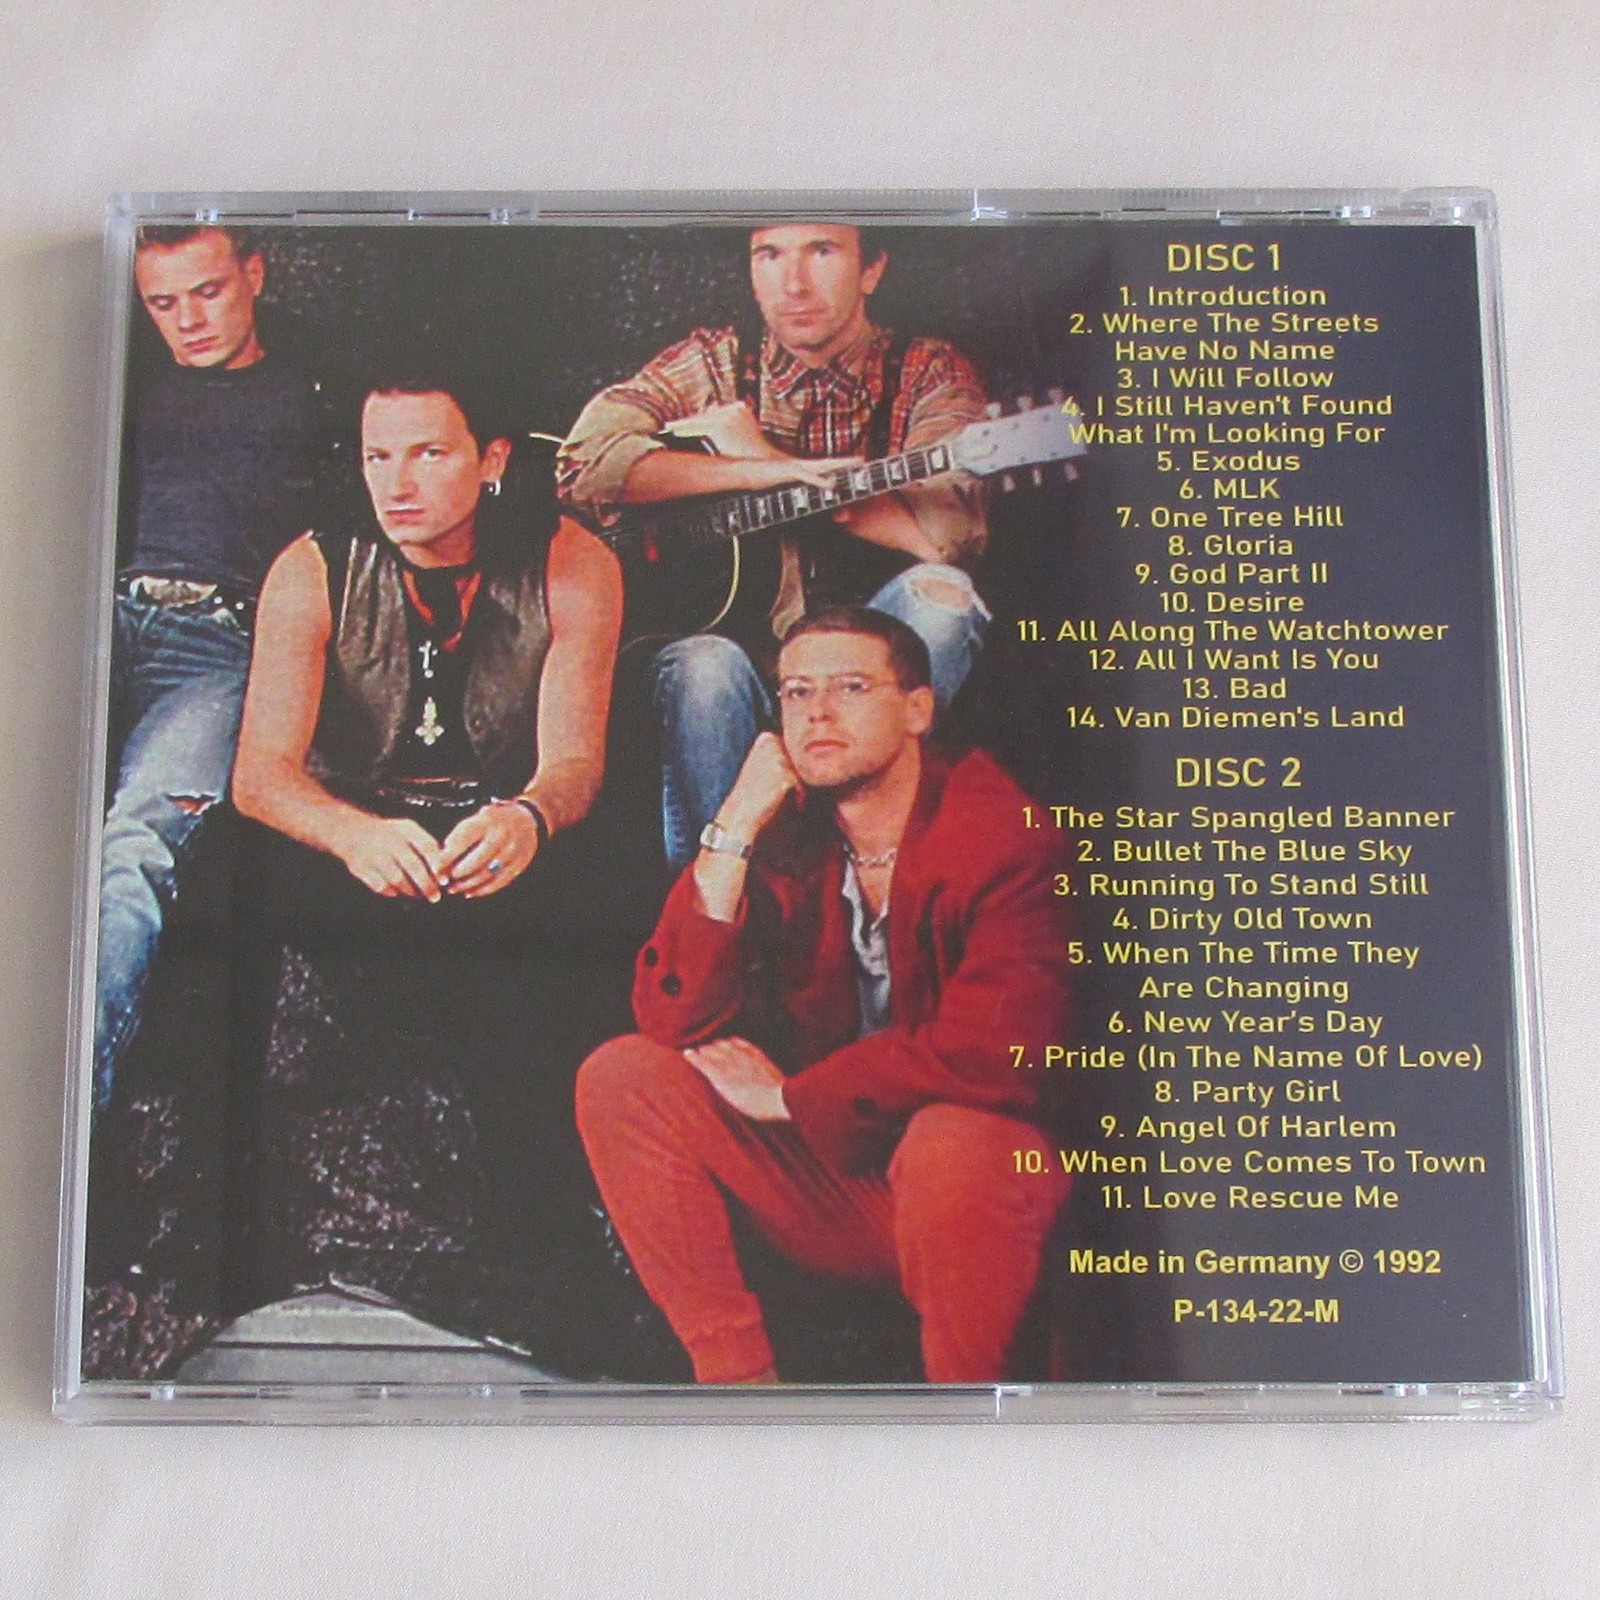 DISC 1
1. Introduction
2. Where The Streets
Have No Name
3. I Will Follow
4. I Still Haven't Found
What I'm Looking For
5. Exodus
6. MLK
7. One Tree Hill
8. Gloria
9. God Part II
10. Desire
11. All Along The Watchtower
12. All I Want Is You
13. Bad
14. Van Diemen's Land
DISC 2
1. The Star Spangled Banner
2. Bullet The Blue Sky
3. Running To Stand Still
4. Dirty Old Town
5. When The Time They
Are Changing
6. New Year's Day
7. Pride (In The Name Of Love)
8. Party Girl
9. Angel Of Harlem
10. When Love Comes To Town
11. Love Rescue Me
Made in Germany © 1992
P-134-22-M